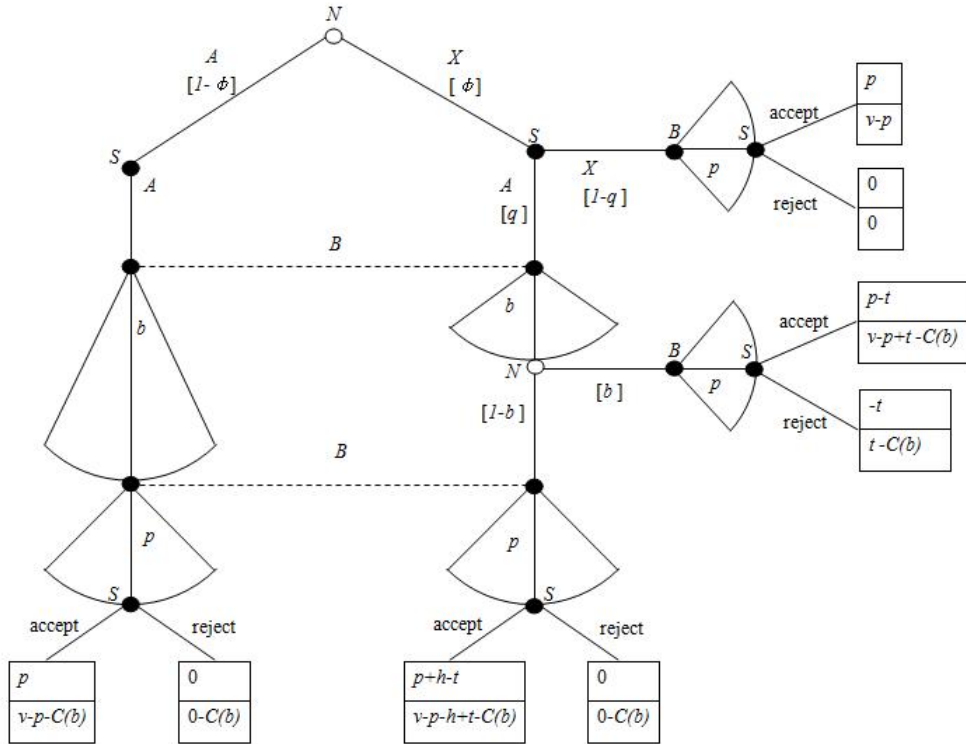 N
A
X
[1-Φ]
[Φ]
S
S
B
S
accept
p
v-p
A
A
X
p
[q]
[1-q]
reject
0
0
B
b
b
accept
p-t
v-p+t-C(b)
N
B
S
[1-b]
[b]
p
reject
-t
t-C(b)
B
p
p
S
S
accept
reject
accept
reject
p
0
p+h-t
0
v-p-C(b)
0-C(b)
v-p-h+t-C(b)
0-C(b)